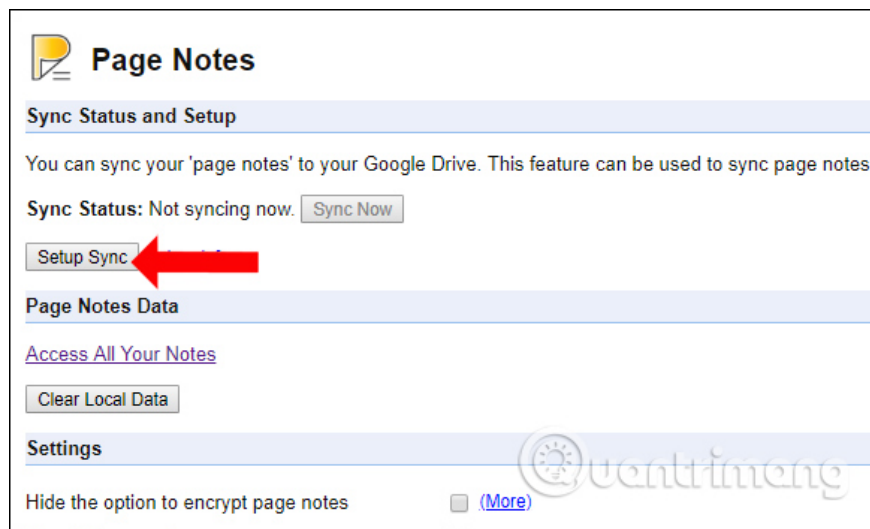 Page Notes
Sync Status and Setup
You can sync your 'page notes' to your Google Drive. This feature can be used to sync page notes
Sync Status: Not syncing now. Sync Now
Setup Sync
Page Notes Data
Access All Your Notes
Clear Local Data
Settings
Quantrimang
Hide the option to encrypt page notes (More)